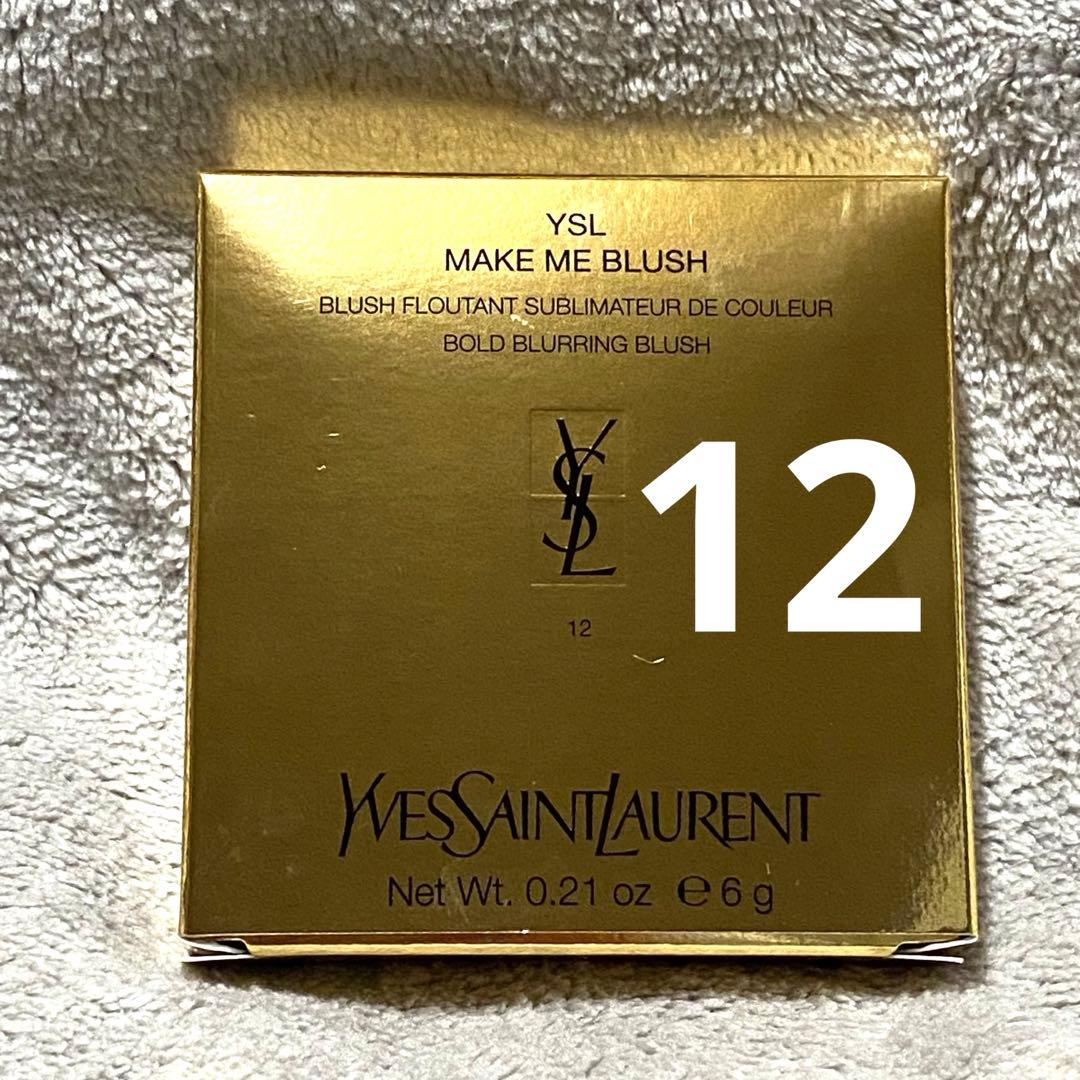 YSL
MAKE ME BLUSH
BLUSH FLOUTANT SUBLIMATEUR DE COULEUR
BOLD BLURRING BLUSH
YSL
12
12
YVESSAINTLAURENT
Net Wt. 0.21 oz ℮ 6 g